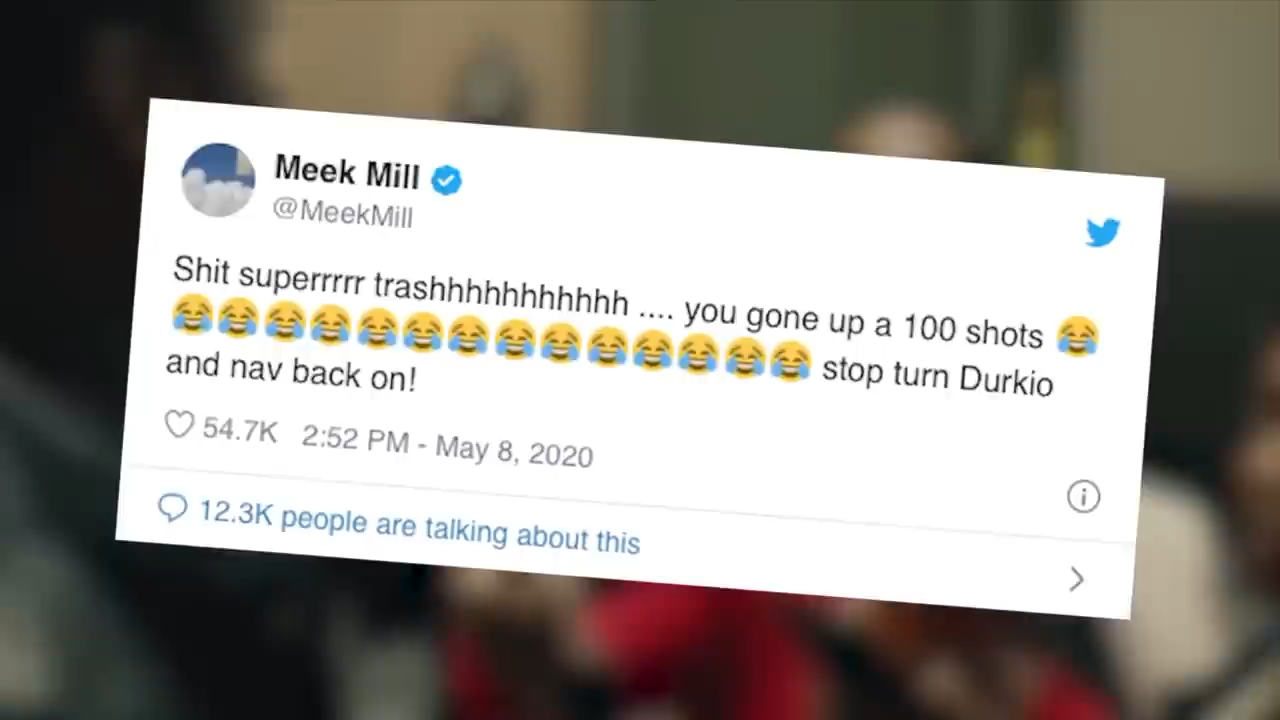 Meek Mill
@MeekMill
Shit superrrrr trashhhhhhhhhhh .... you gone up a 100 shots 😂
😂😂😂😂😂😂😂😂😂😂😂😂😂😂 stop turn Durkio
and nav back on!
54.7K 2:52 PM - May 8, 2020
12.3K people are talking about this